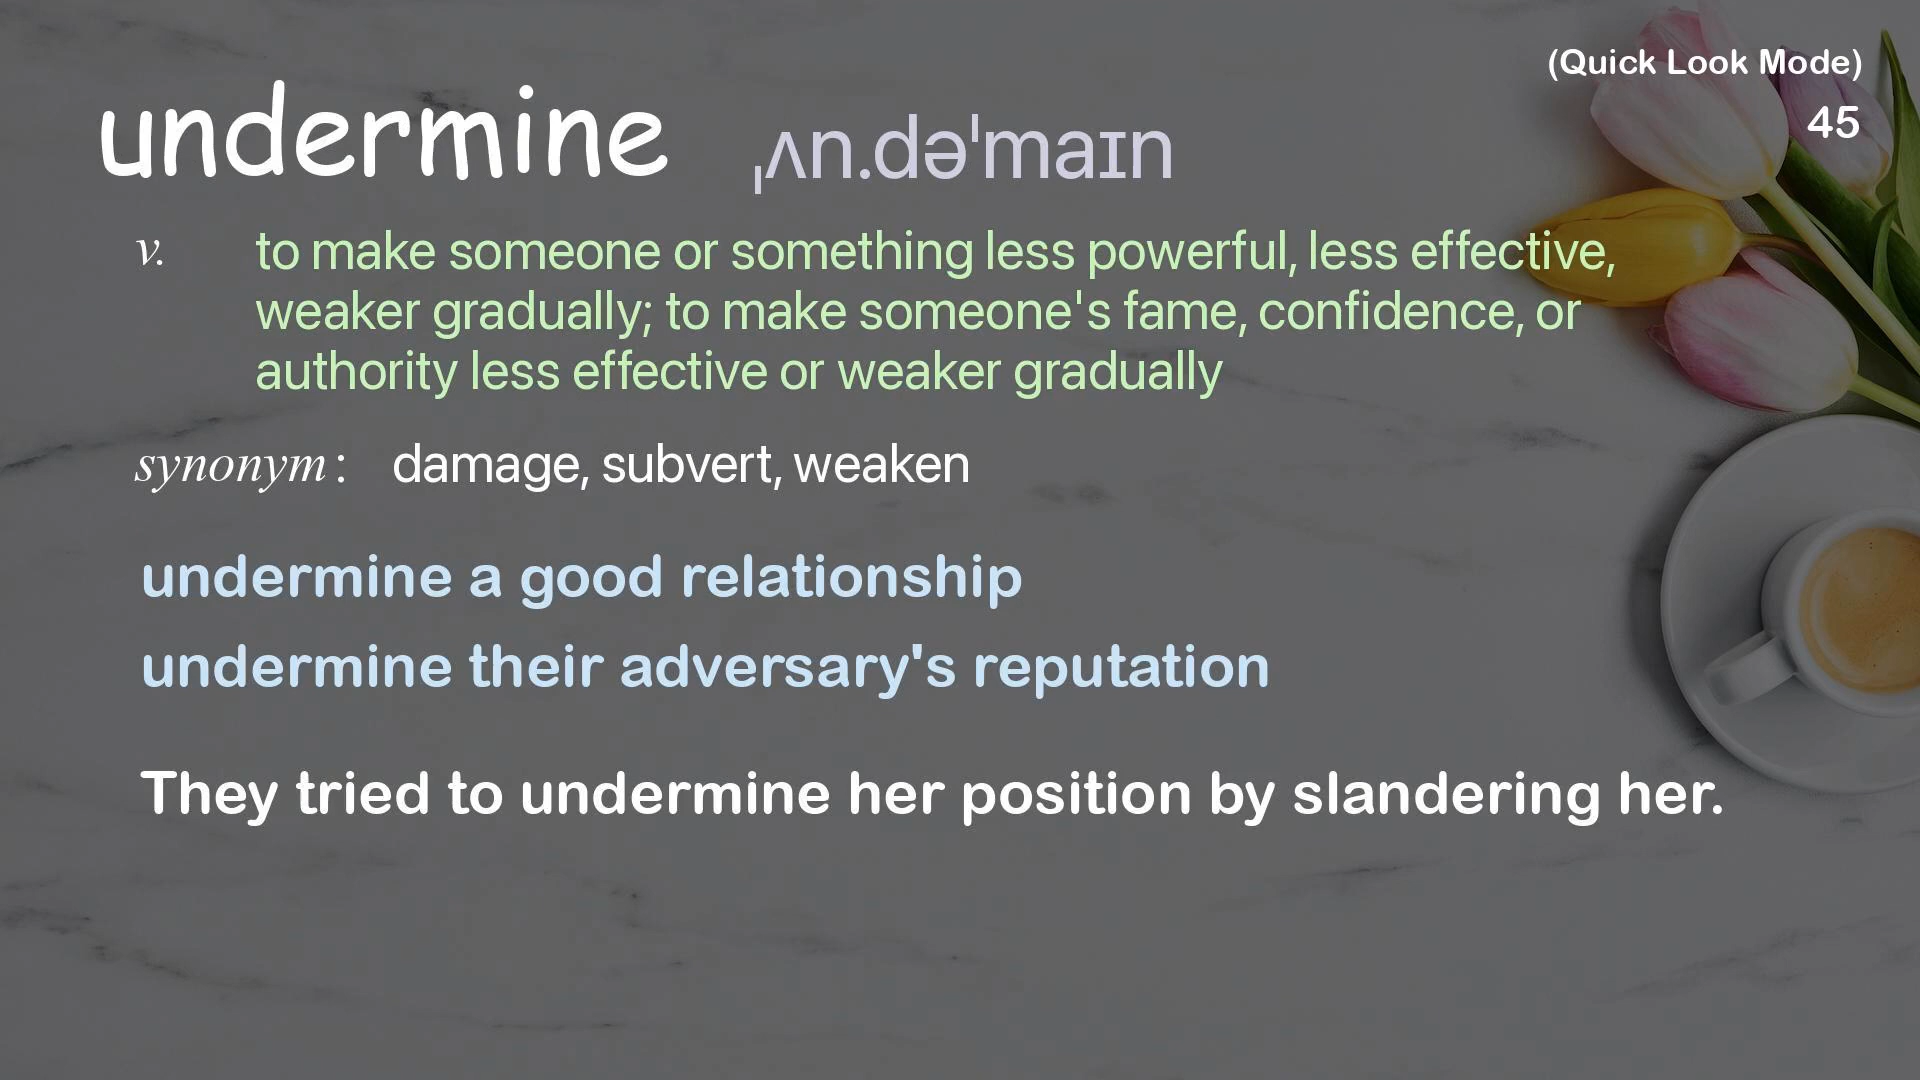 (Quick Look Mode)
undermine ˌʌn.dəˈmaɪn
45
v. to make someone or something less powerful, less effective,
weaker gradually; to make someone's fame, confidence, or
authority less effective or weaker gradually
synonym: damage, subvert, weaken
undermine a good relationship
undermine their adversary's reputation
They tried to undermine her position by slandering her.